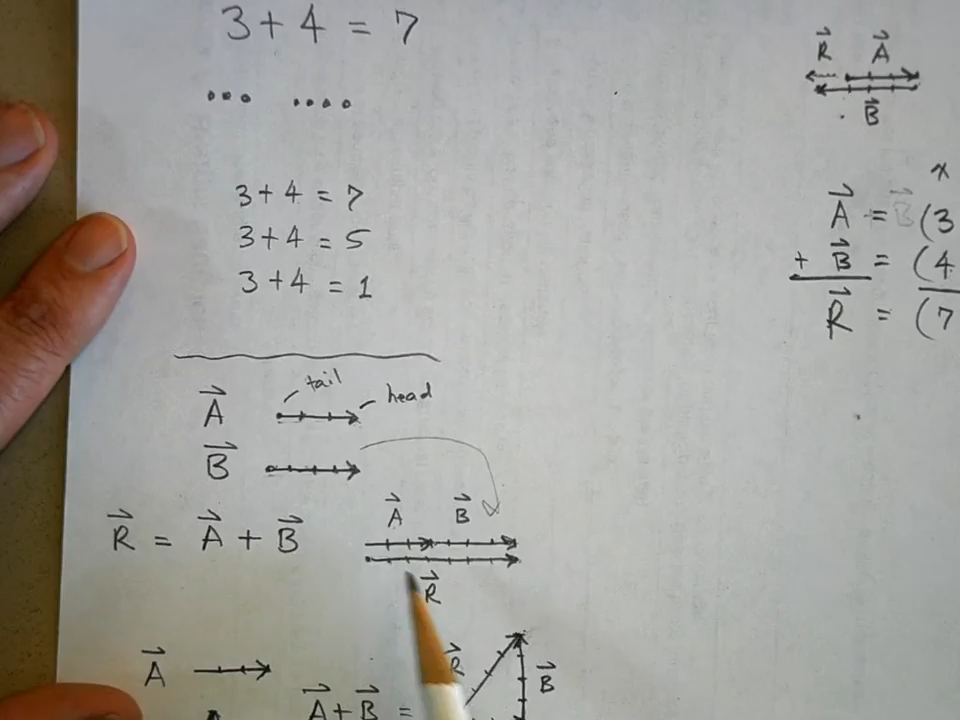 3 + 4 = 7
3 + 4 = 7
3 + 4 = 5
3 + 4 = 1
A⃗ tail head
B⃗
R⃗ = A⃗ + B⃗
A⃗ B⃗
R⃗
A⃗
A⃗ + B⃗ =
R⃗ B⃗
R⃗ A⃗
B⃗
x
A⃗ = (3
+ B⃗ = (4
R⃗ = (7